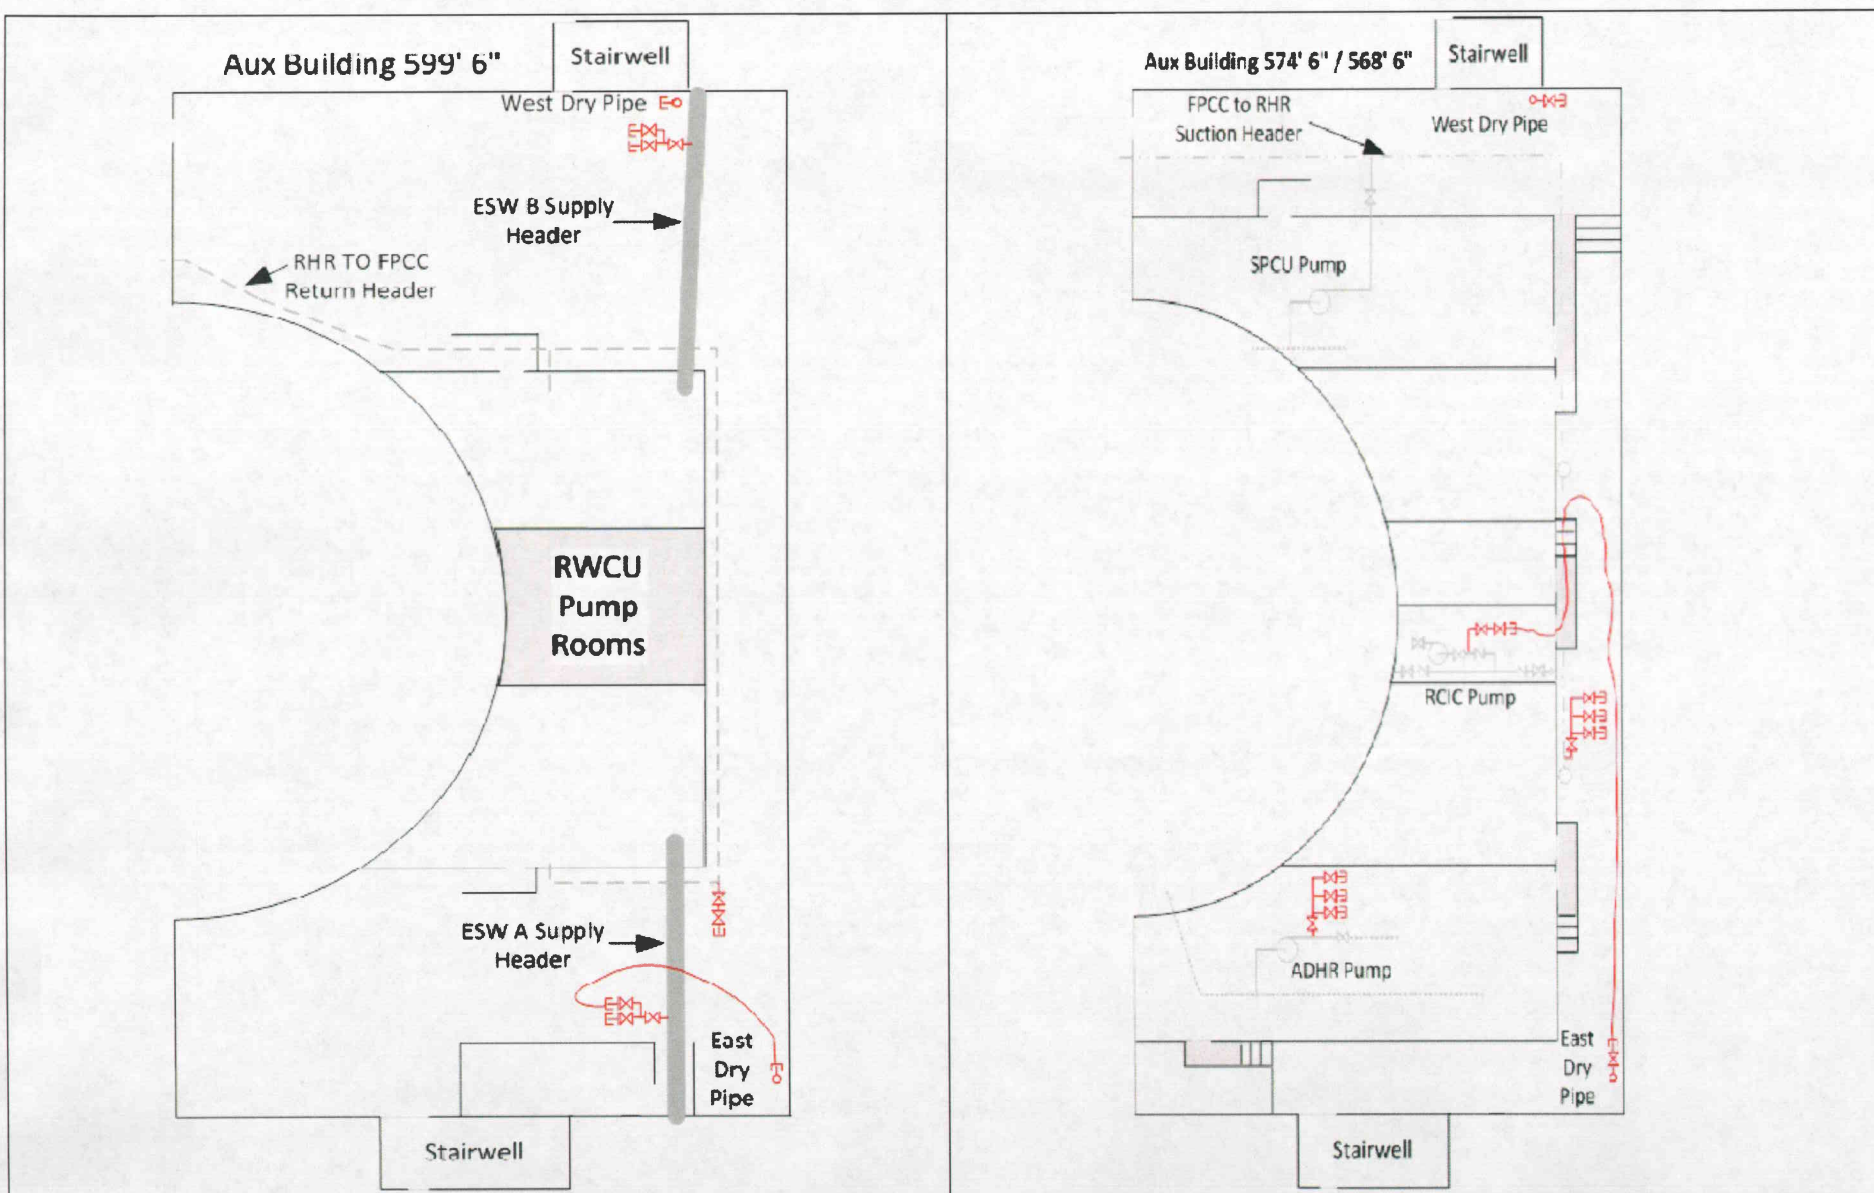 Aux Building 599' 6"
Stairwell
West Dry Pipe
ESW B Supply
Header
RHR TO FPCC
Return Header
RWCU
Pump
Rooms
ESW A Supply
Header
East
Dry
Pipe
Stairwell
Aux Building 574' 6" / 568' 6"
Stairwell
FPCC to RHR
Suction Header
West Dry Pipe
SPCU Pump
RCIC Pump
ADHR Pump
East
Dry
Pipe
Stairwell